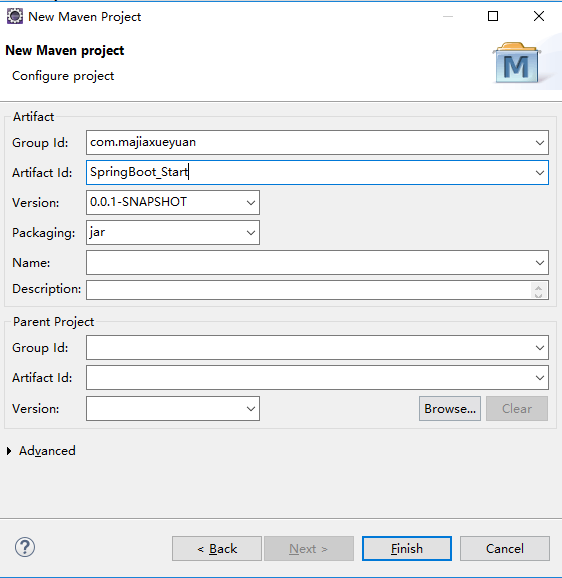 New Maven Project
New Maven project
Configure project
M
Artifact
Group Id: com.majiaxueyuan
Artifact Id: SpringBoot_Start
Version: 0.0.1-SNAPSHOT
Packaging: jar
Name:
Description:
Parent Project
Group Id:
Artifact Id:
Version: Browse... Clear
Advanced
? < Back Next > Finish Cancel